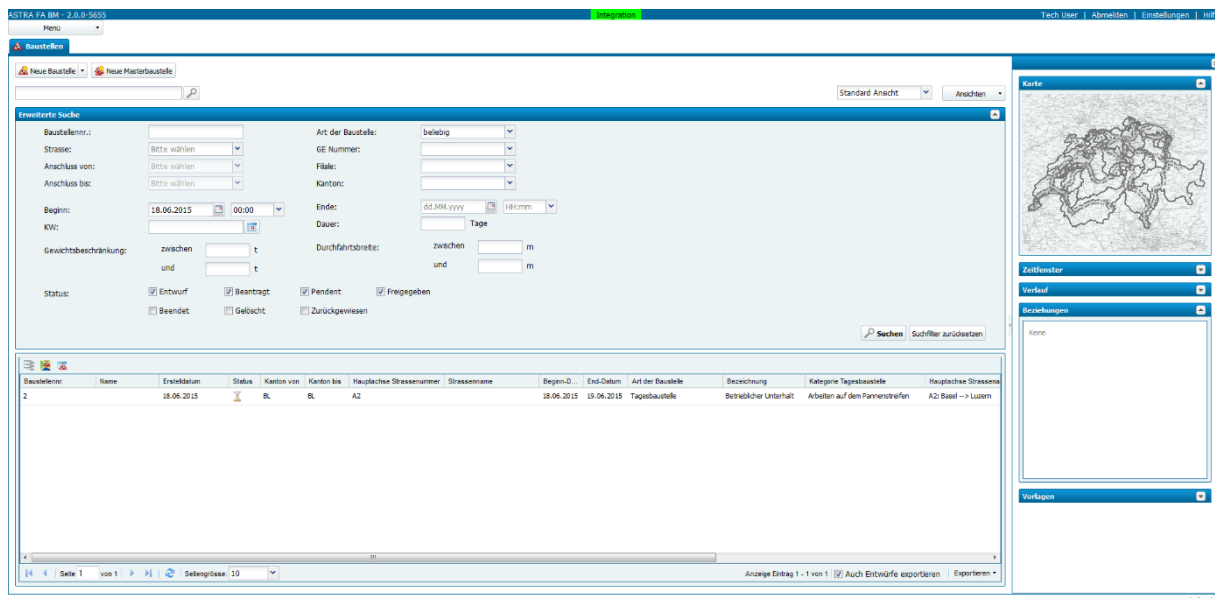 ASTRA FA BM - 2.0.0-5655 Integration Tech User | Abmelden | Einstellungen |
Menü
Baustellen
Neue Baustelle Neue Masterbaustelle
Standard Ansicht Ansichten
Karte
Erweiterte Suche
Baustellennr.: Art der Baustelle: beliebig
Strasse: Bitte wählen GE Nummer:
Anschluss von: Bitte wählen Filiale:
Anschluss bis: Bitte wählen Kanton:
Beginn: 18.06.2015 00:00 Ende: dd.MM.yyyy HH:mm
KW: Dauer: Tage
Gewichtsbeschränkung: zwischen t Durchfahrtsbreite: zwischen m
und t und m
Status: Entwurf Beantragt Pendent Freigegeben
Beendet Gelöscht Zurückgewiesen
Suchen Suchfilter zurücksetzen
Zeitfenster
Verlauf
Beziehungen
Keine
Vorlagen
Baustellennr. Name Erstelldatum Status Kanton von Kanton bis Hauptachse Strassenummer Strassenname Beginn-D... End-Datum Art der Baustelle Bezeichnung Kategorie Tagesbaustelle Hauptachse Strassena
2 18.06.2015 BL BL A2 18.06.2015 19.06.2015 Tagesbaustelle Betrieblicher Unterhalt Arbeiten auf dem Pannenstreifen A2: Basel --> Luzern
Seite 1 von 1 Seitengrösse: 10 Anzeige Eintrag 1 - 1 von 1 Auch Entwürfe exportieren Exportieren